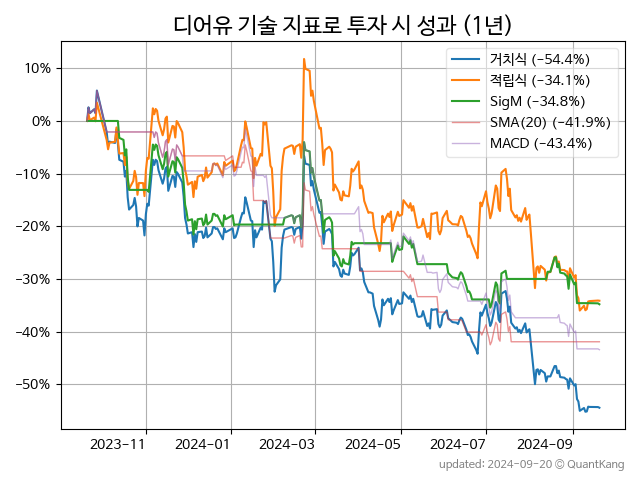 디어유 기술 지표로 투자 시 성과 (1년)
10%
0%
−10%
−20%
−30%
−40%
−50%
거치식 (−54.4%)
적립식 (−34.1%)
SigM (−34.8%)
SMA(20) (−41.9%)
MACD (−43.4%)
2023-11
2024-01
2024-03
2024-05
2024-07
2024-09
updated: 2024-09-20 © QuantKang